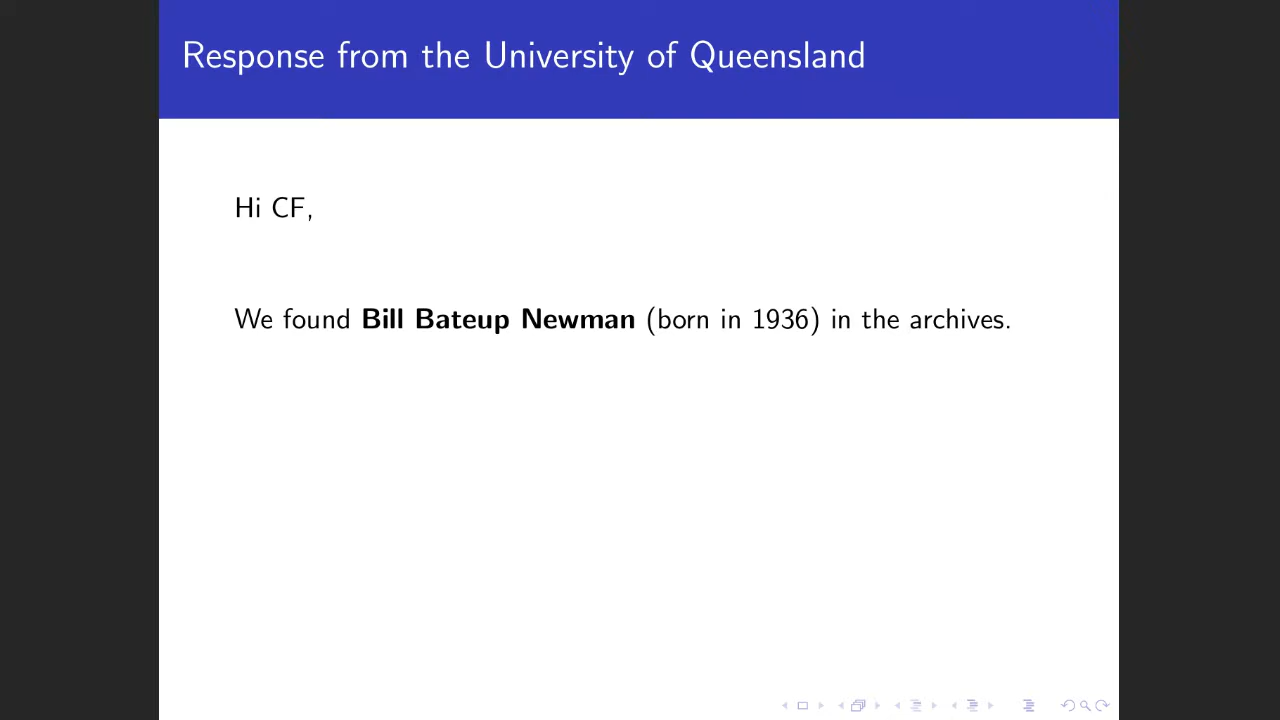 Response from the University of Queensland
Hi CF,
We found Bill Bateup Newman (born in 1936) in the archives.